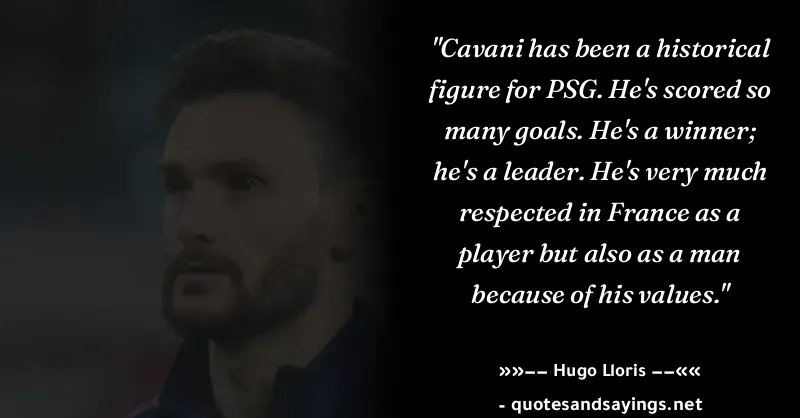 "Cavani has been a historical
figure for PSG. He's scored so
many goals. He's a winner;
he's a leader. He's very much
respected in France as a
player but also as a man
because of his values."
»»−− Hugo Lloris −−««
- quotesandsayings.net